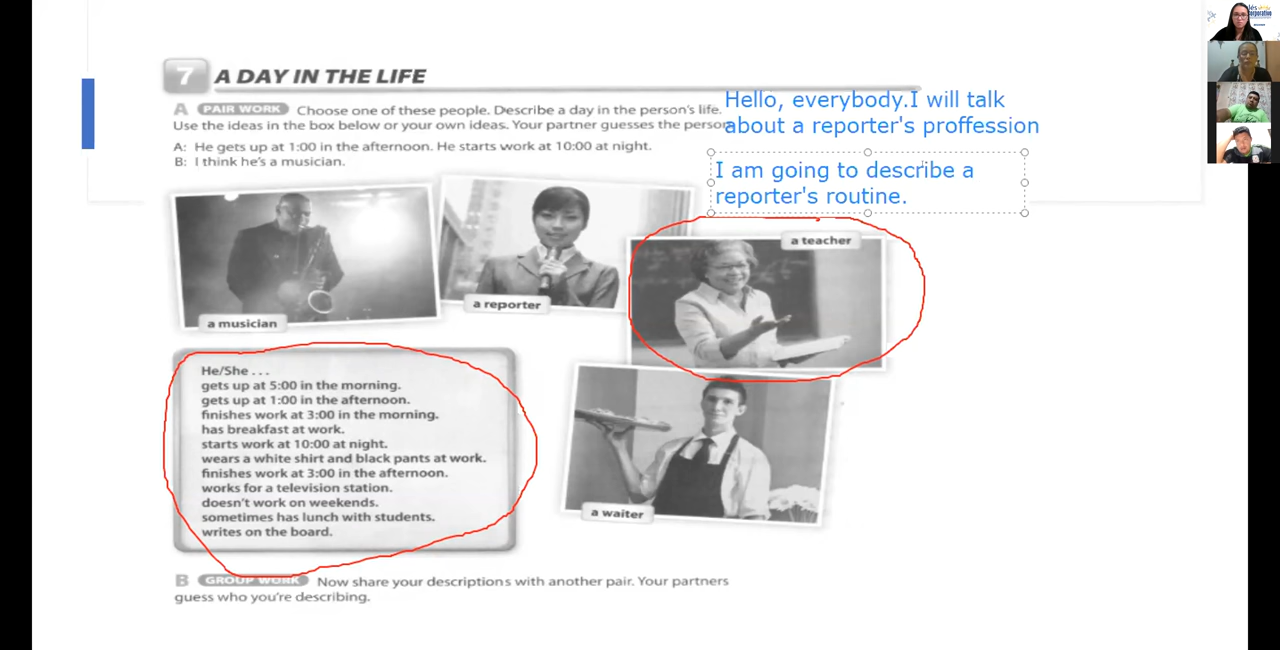 7 A DAY IN THE LIFE
A PAIR WORK Choose one of these people. Describe a day in the person's life.
Use the ideas in the box below or your own ideas. Your partner guesses the person
A: He gets up at 1:00 in the afternoon. He starts work at 10:00 at night.
B: I think he's a musician.
Hello, everybody.I will talk
about a reporter's proffession
I am going to describe a
reporter's routine.
a musician
a reporter
a teacher
He/She . . .
gets up at 5:00 in the morning.
gets up at 1:00 in the afternoon.
finishes work at 3:00 in the morning.
has breakfast at work.
starts work at 10:00 at night.
wears a white shirt and black pants at work.
finishes work at 3:00 in the afternoon.
works for a television station.
doesn't work on weekends.
sometimes has lunch with students.
writes on the board.
a waiter
B GROUP WORK Now share your descriptions with another pair. Your partners
guess who you're describing.